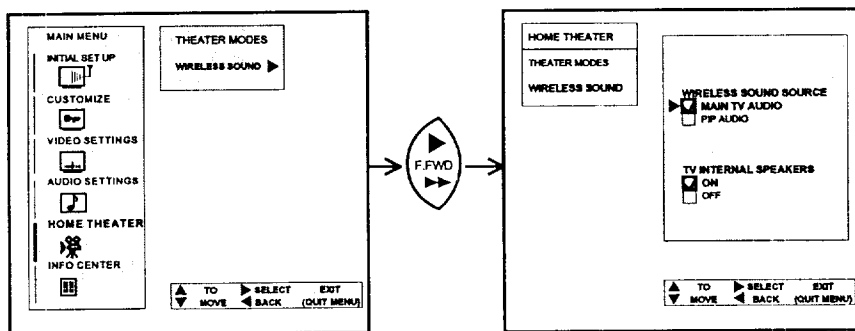 MAIN MENU
INITIAL SET UP
CUSTOMIZE
VIDEO SETTINGS
AUDIO SETTINGS
HOME THEATER
INFO CENTER
THEATER MODES
WIRELESS SOUND ▶
▲ TO ▶ SELECT EXIT
▼ MOVE ◀ BACK (QUIT MENU)
F.FWD
HOME THEATER
THEATER MODES
WIRELESS SOUND
WIRELESS SOUND SOURCE
MAIN TV AUDIO
PIP AUDIO
TV INTERNAL SPEAKERS
ON
OFF
▲ TO ▶ SELECT EXIT
▼ MOVE ◀ BACK (QUIT MENU)